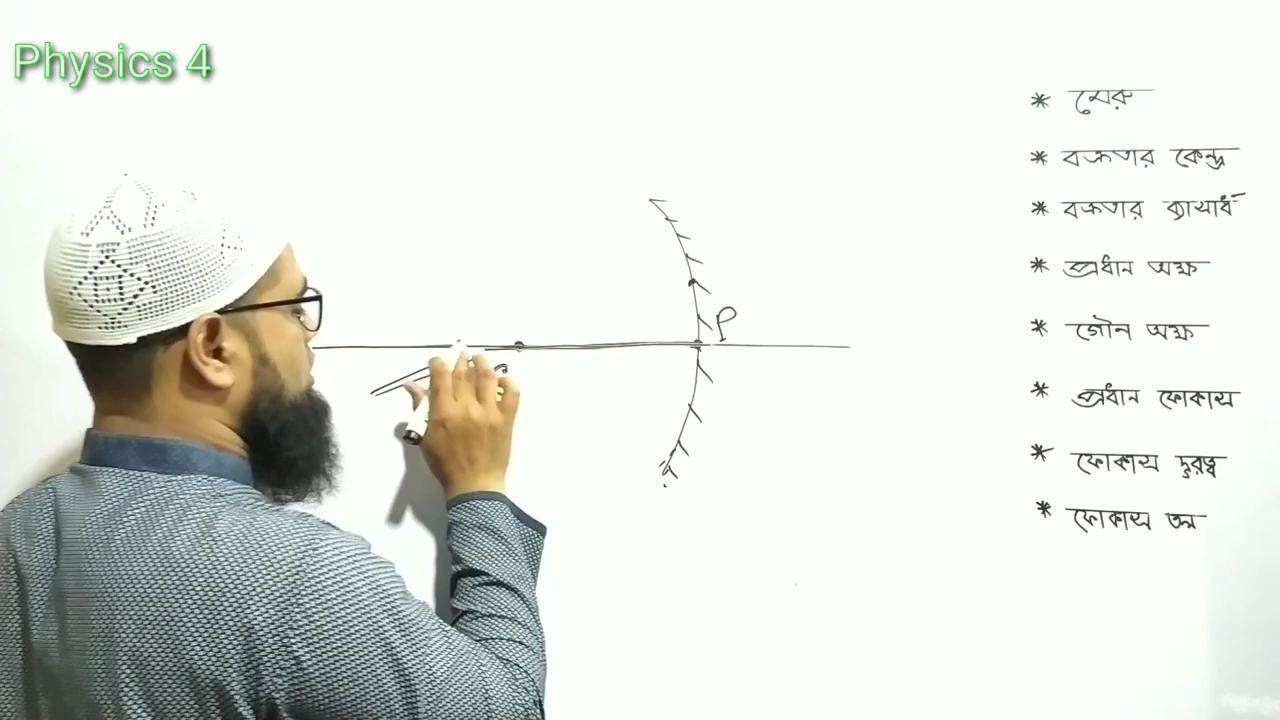 Physics 4
* মেরু
* বক্রতার কেন্দ্র
* বক্রতার ব্যাসার্ধ
* প্রধান অক্ষ
* গৌন অক্ষ
* প্রধান ফোকাস
* ফোকাস দুরত্ব
* ফোকাস তল
P